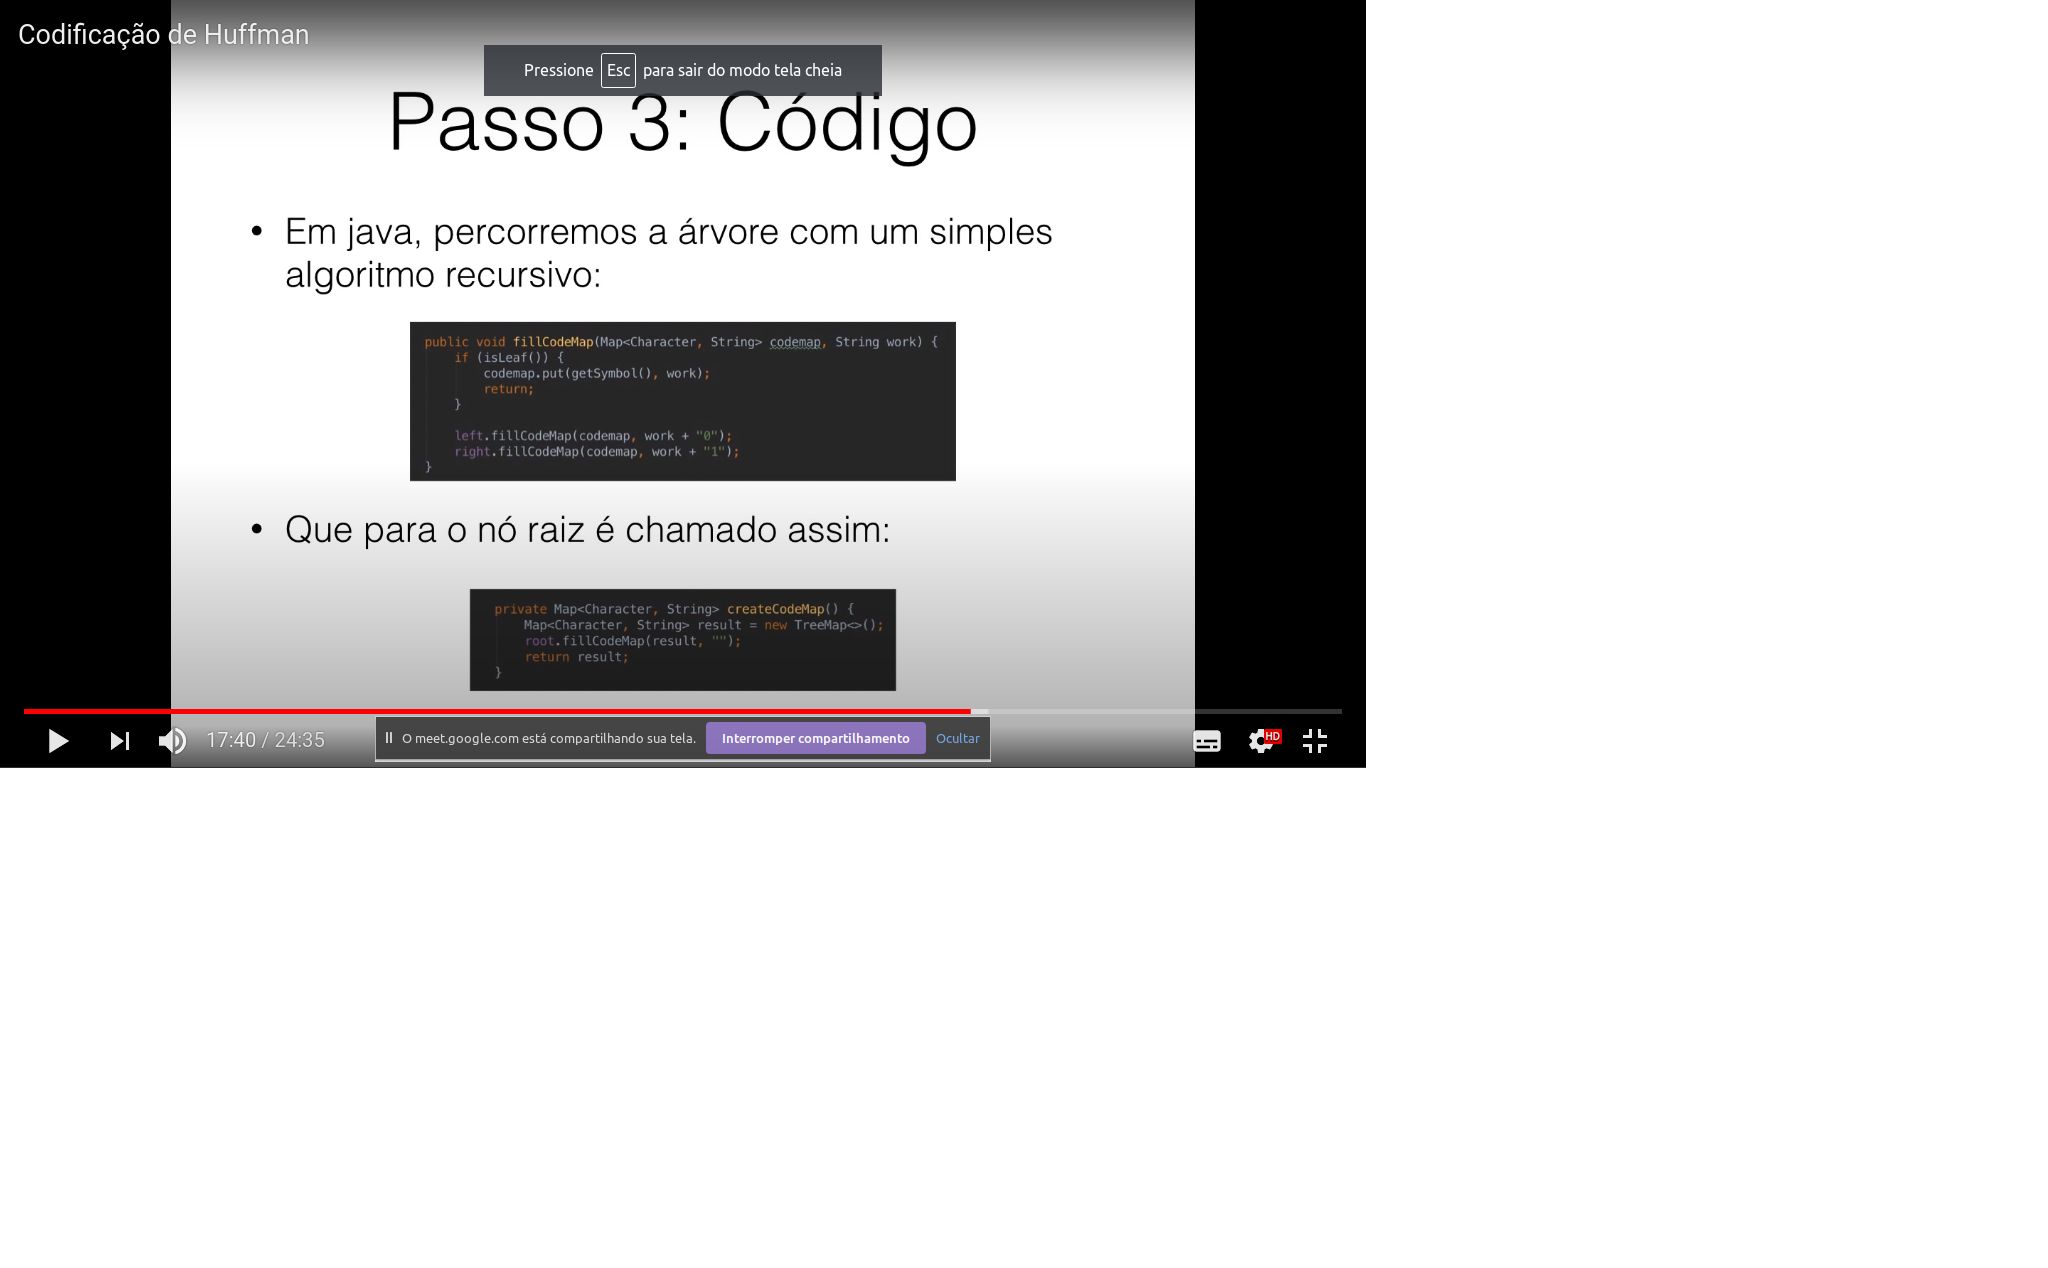 Codificação de Huffman
Pressione Esc para sair do modo tela cheia
Passo 3: Código
• Em java, percorremos a árvore com um simples
algoritmo recursivo:
public void fillCodeMap(Map<Character, String> codemap, String work) {
    if (isLeaf()) {
        codemap.put(getSymbol(), work);
        return;
    }
    left.fillCodeMap(codemap, work + "0");
    right.fillCodeMap(codemap, work + "1");
}
• Que para o nó raiz é chamado assim:
private Map<Character, String> createCodeMap() {
    Map<Character, String> result = new TreeMap<>();
    root.fillCodeMap(result, "");
    return result;
}
17:40 / 24:35
O meet.google.com está compartilhando sua tela. Interromper compartilhamento Ocultar
HD